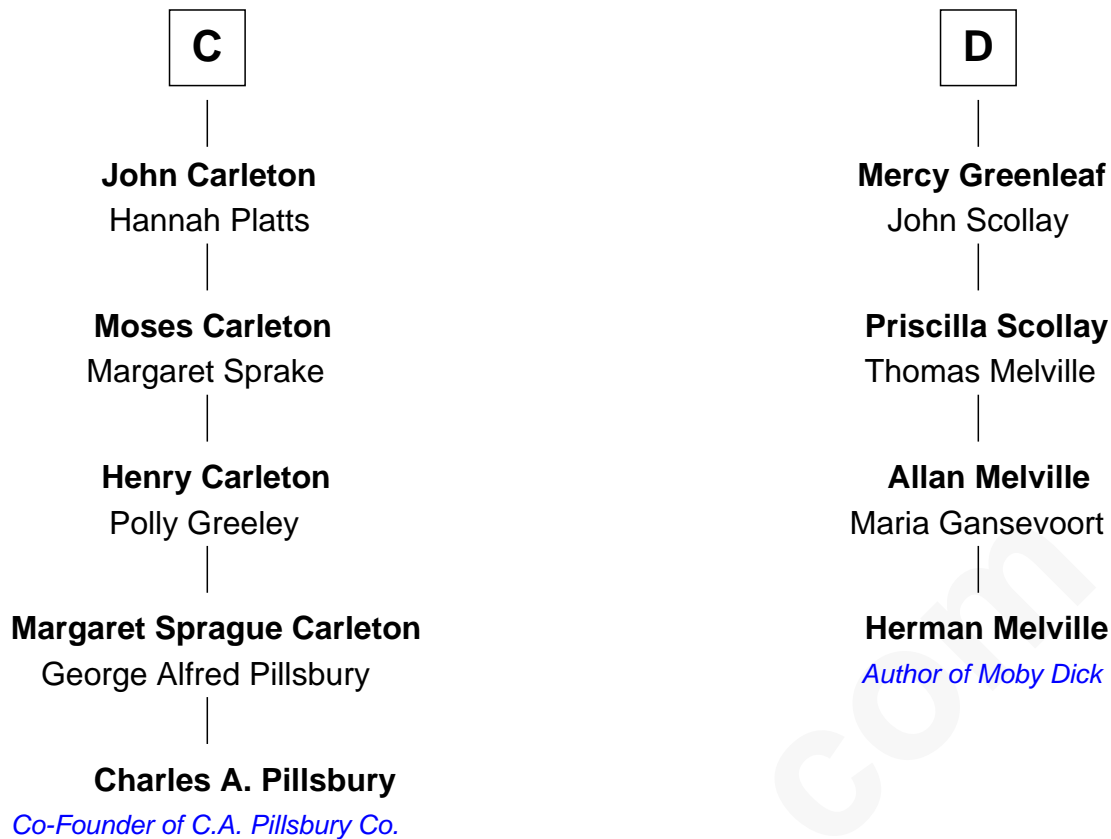 C
John Carleton
Hannah Platts
Moses Carleton
Margaret Sprake
Henry Carleton
Polly Greeley
Margaret Sprague Carleton
George Alfred Pillsbury
Charles A. Pillsbury
Co-Founder of C.A. Pillsbury Co.
D
Mercy Greenleaf
John Scollay
Priscilla Scollay
Thomas Melville
Allan Melville
Maria Gansevoort
Herman Melville
Author of Moby Dick
com